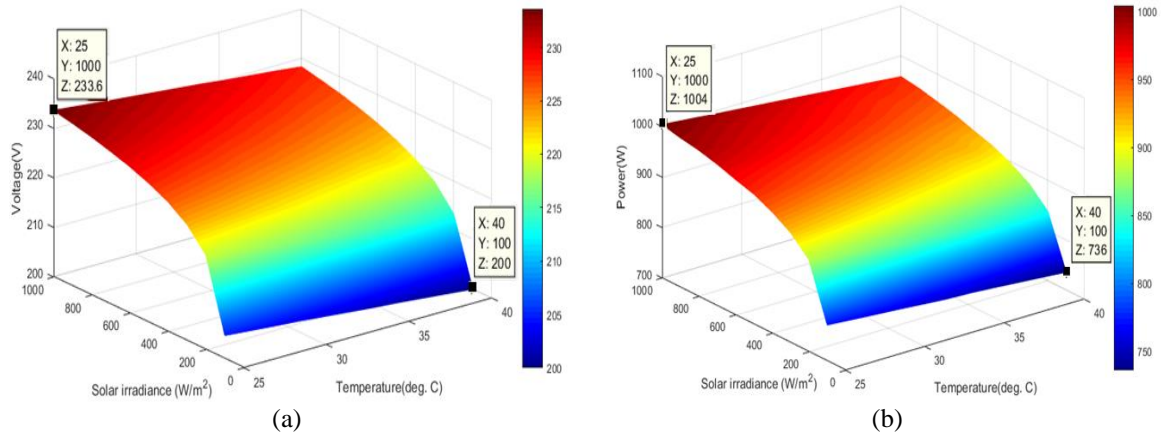 X: 25
Y: 1000
Z: 233.6
240
230
220
210
200
Voltage(V)
1000
800
600
400
200
0
Solar irradiance (W/m²)
25
30
35
40
Temperature(deg. C)
X: 40
Y: 100
Z: 200
230
225
220
215
210
205
200
(a)
X: 25
Y: 1000
Z: 1004
1100
1000
900
800
700
Power(W)
1000
800
600
400
200
0
Solar irradiance (W/m²)
25
30
35
40
Temperature(deg. C)
X: 40
Y: 100
Z: 736
1000
950
900
850
800
750
(b)